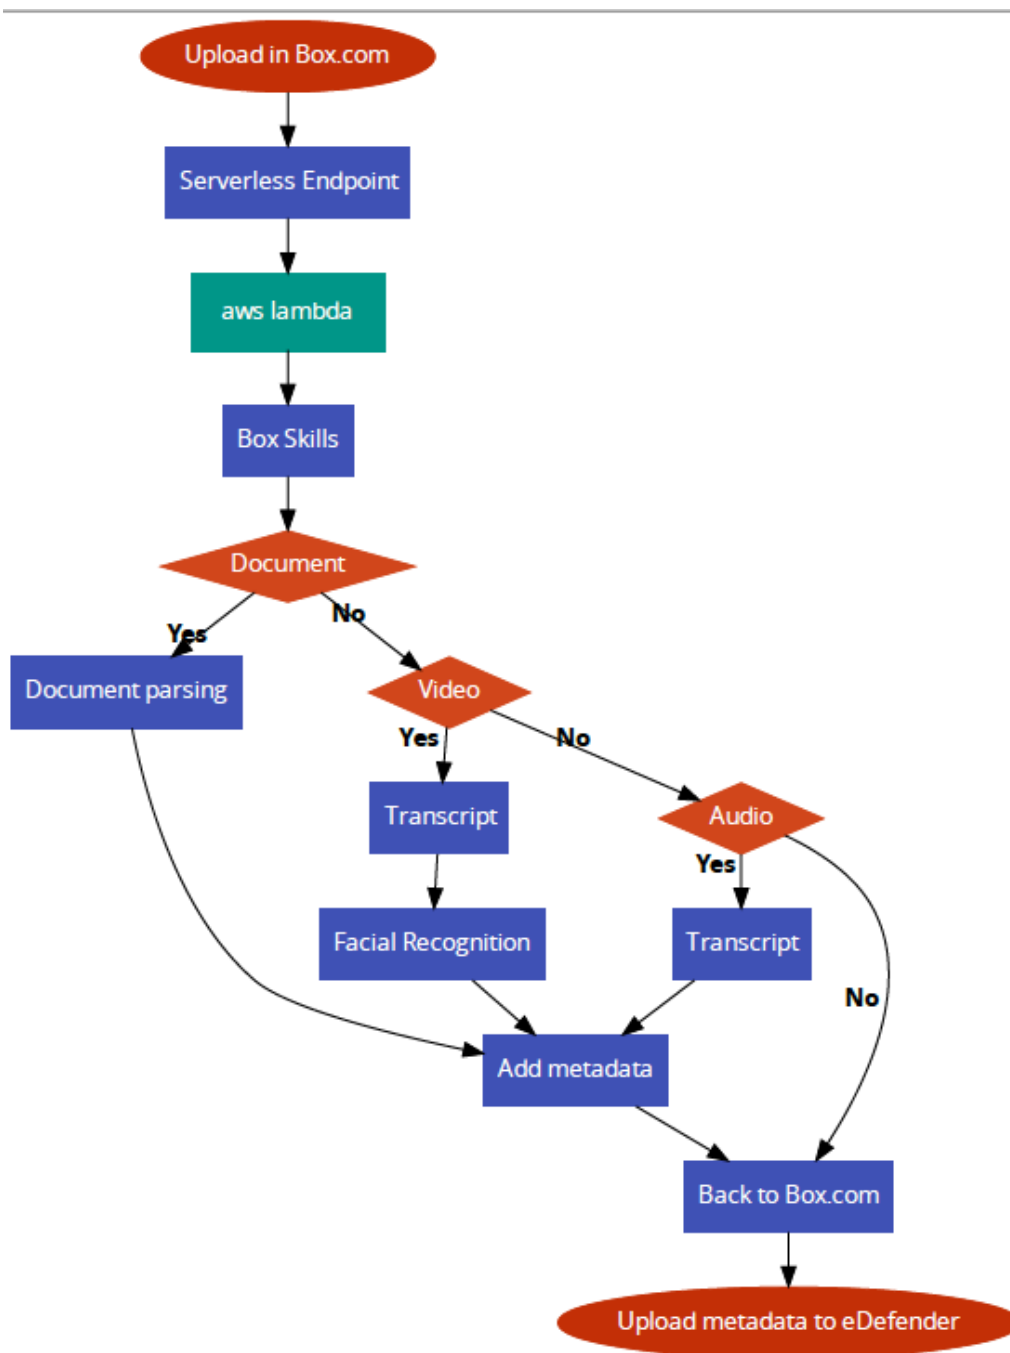 Upload in Box.com
Serverless Endpoint
aws lambda
Box Skills
Document
Yes
No
Document parsing
Video
Yes
No
Transcript
Audio
Yes
Facial Recognition
Transcript
No
Add metadata
Back to Box.com
Upload metadata to eDefender